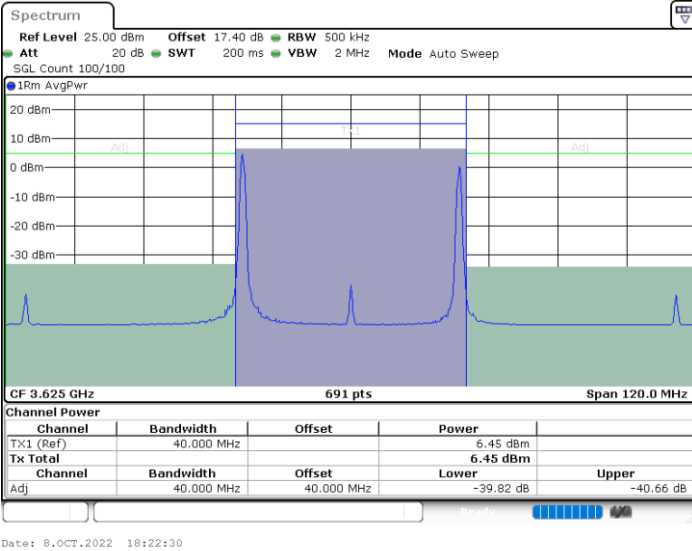 Spectrum
Ref Level 25.00 dBm Offset 17.40 dB RBW 500 kHz
Att 20 dB SWT 200 ms VBW 2 MHz Mode Auto Sweep
SGL Count 100/100
1Rm AvgPwr
20 dBm
TX1
10 dBm
Adj Adj
0 dBm
-10 dBm
-20 dBm
-30 dBm
CF 3.625 GHz 691 pts Span 120.0 MHz
Channel Power
Channel Bandwidth Offset Power
TX1 (Ref) 40.000 MHz 6.45 dBm
Tx Total 6.45 dBm
Channel Bandwidth Offset Lower Upper
Adj 40.000 MHz 40.000 MHz -39.82 dB -40.66 dB
Ready
Date: 8.OCT.2022 18:22:30